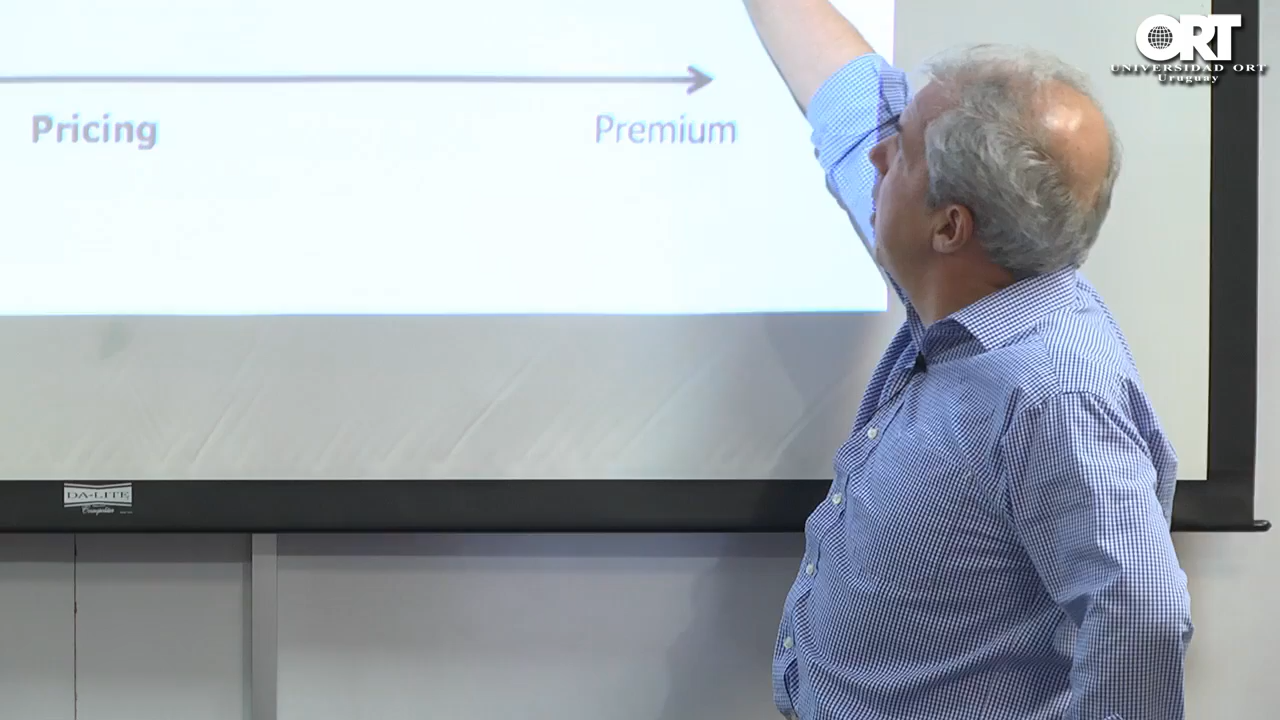 ORT
UNIVERSIDAD ORT
Uruguay
Pricing
Premium
DA-LITE